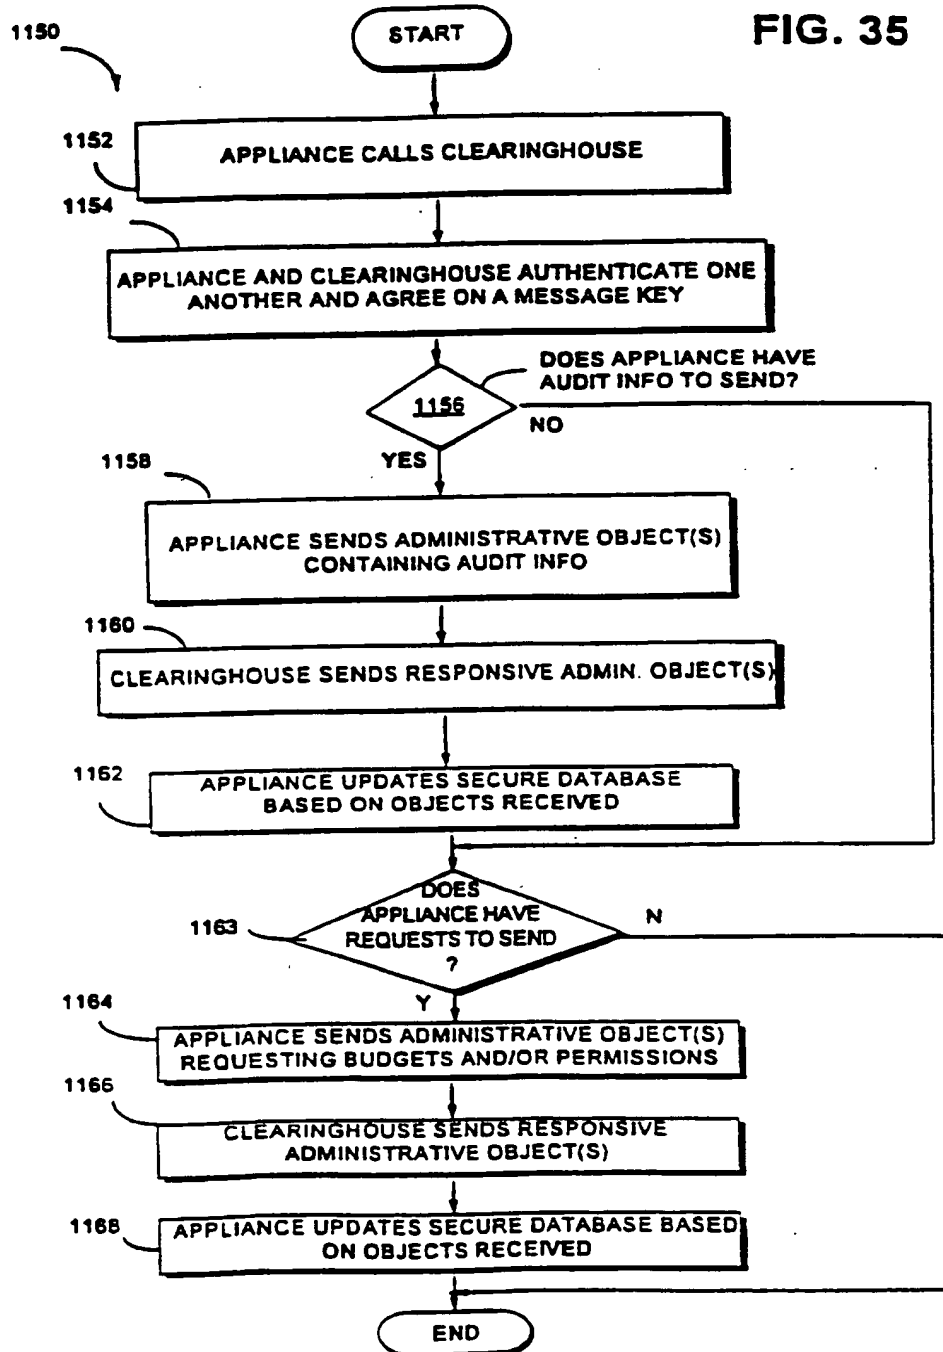 1150
START
FIG. 35
1152
APPLIANCE CALLS CLEARINGHOUSE
1154
APPLIANCE AND CLEARINGHOUSE AUTHENTICATE ONE
ANOTHER AND AGREE ON A MESSAGE KEY
DOES APPLIANCE HAVE
AUDIT INFO TO SEND?
1156
NO
YES
1158
APPLIANCE SENDS ADMINISTRATIVE OBJECT(S)
CONTAINING AUDIT INFO
1160
CLEARINGHOUSE SENDS RESPONSIVE ADMIN. OBJECT(S)
1162
APPLIANCE UPDATES SECURE DATABASE
BASED ON OBJECTS RECEIVED
1163
DOES
APPLIANCE HAVE
REQUESTS TO SEND
?
N
Y
1164
APPLIANCE SENDS ADMINISTRATIVE OBJECT(S)
REQUESTING BUDGETS AND/OR PERMISSIONS
1166
CLEARINGHOUSE SENDS RESPONSIVE
ADMINISTRATIVE OBJECT(S)
1168
APPLIANCE UPDATES SECURE DATABASE BASED
ON OBJECTS RECEIVED
END